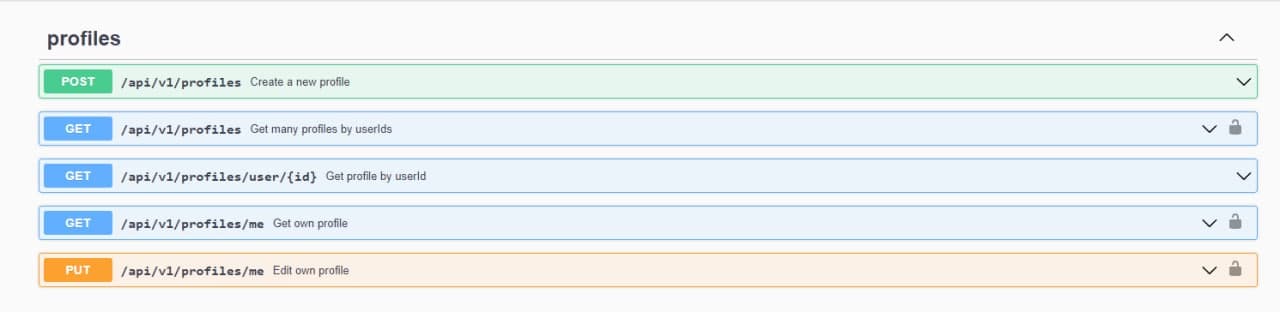 profiles
POST /api/v1/profiles Create a new profile
GET /api/v1/profiles Get many profiles by userIds
GET /api/v1/profiles/user/{id} Get profile by userId
GET /api/v1/profiles/me Get own profile
PUT /api/v1/profiles/me Edit own profile